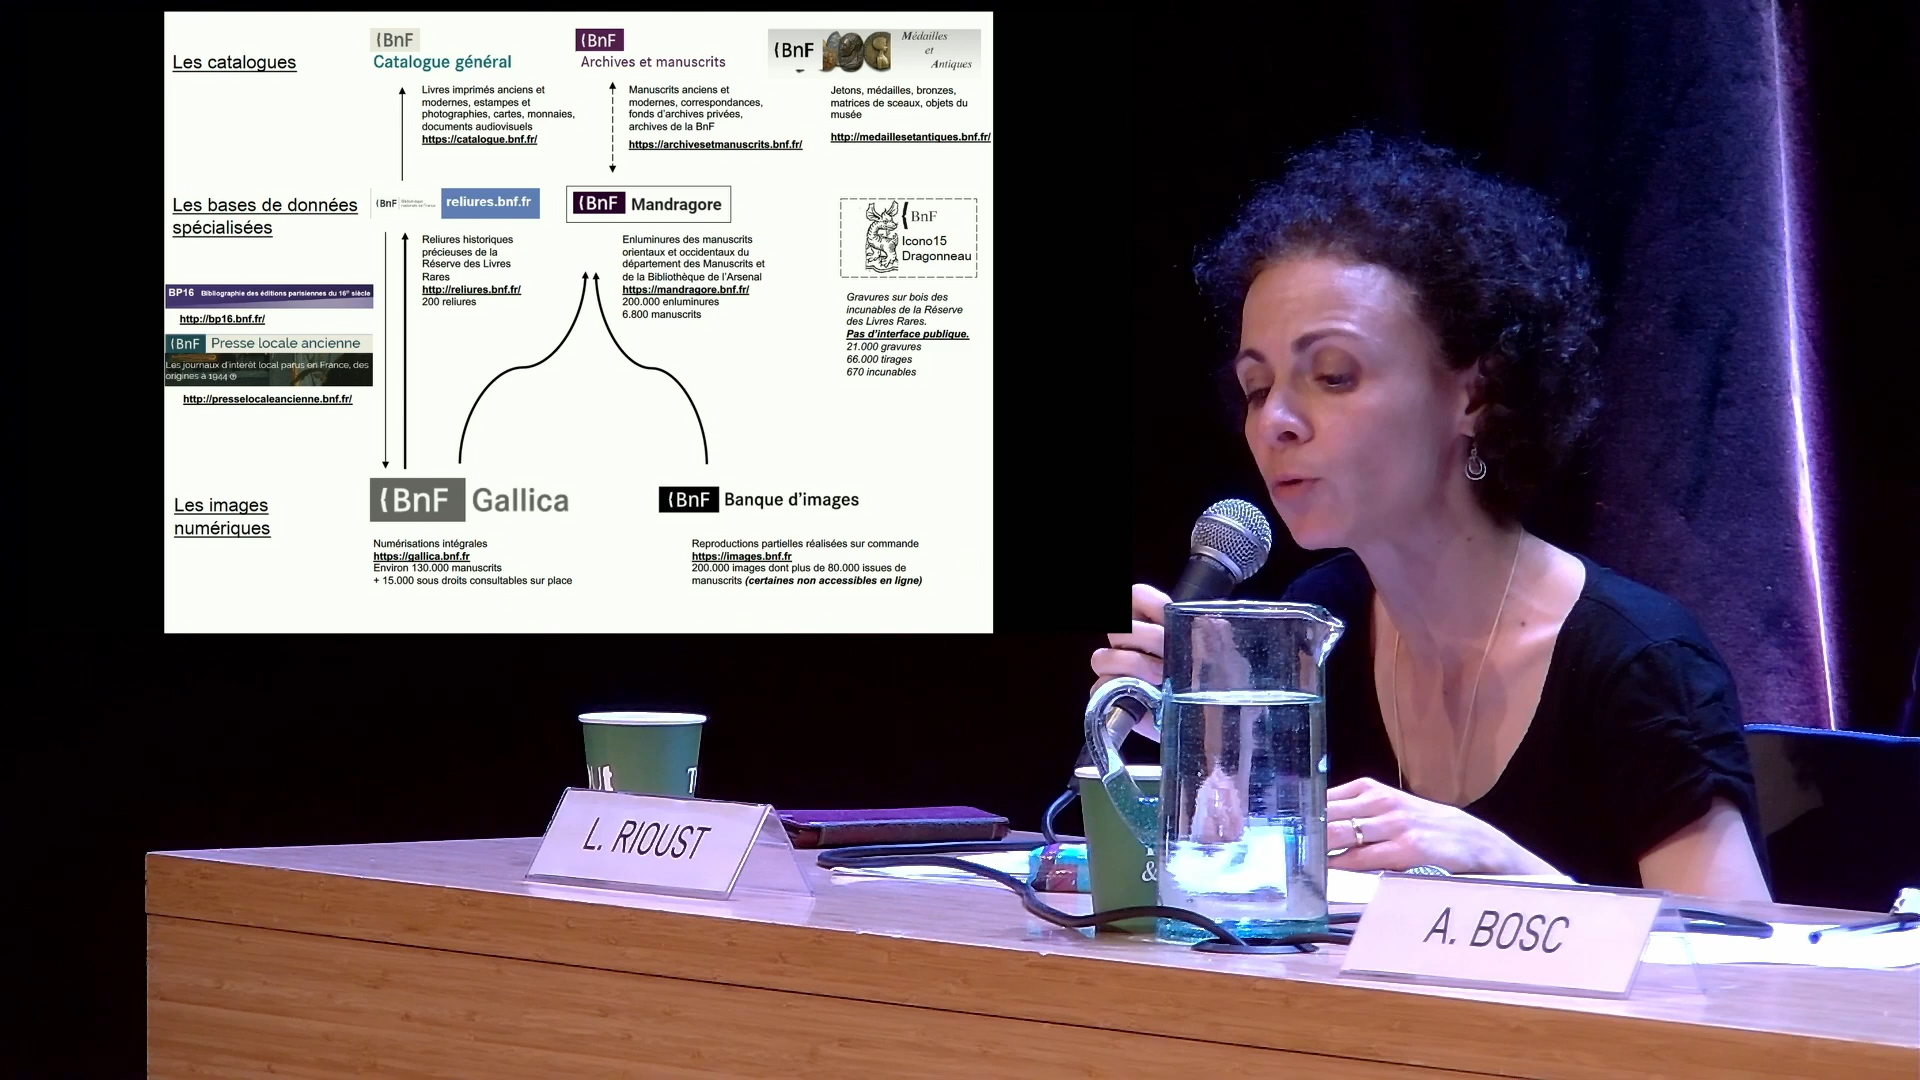 Les catalogues
BnF
Catalogue général
Livres imprimés anciens et
modernes, estampes et
photographies, cartes, monnaies,
documents audiovisuels
https://catalogue.bnf.fr/
BnF
Archives et manuscrits
Manuscrits anciens et
modernes, correspondances,
fonds d'archives privées,
archives de la BnF
https://archivesetmanuscrits.bnf.fr/
BnF
Médailles
et
Antiques
Jetons, médailles, bronzes,
matrices de sceaux, objets du
musée
http://medaillesetantiques.bnf.fr/
Les bases de données
spécialisées
BnF
reliures.bnf.fr
Reliures historiques
précieuses de la
Réserve des Livres
Rares
http://reliures.bnf.fr/
200 reliures
BnF Mandragore
Enluminures des manuscrits
orientaux et occidentaux du
département des Manuscrits et
de la Bibliothèque de l'Arsenal
https://mandragore.bnf.fr/
200.000 enluminures
6.800 manuscrits
BnF
Icono15
Dragonneau
Gravures sur bois des
incunables de la Réserve
des Livres Rares.
Pas d'interface publique.
21.000 gravures
66.000 tirages
670 incunables
BP16 Bibliographie des éditions parisiennes du 16e siècle
http://bp16.bnf.fr/
BnF Presse locale ancienne
Les journaux d'intérêt local parus en France, des
origines à 1944
http://presselocaleancienne.bnf.fr/
Les images
numériques
BnF Gallica
Numérisations intégrales
https://gallica.bnf.fr
Environ 130.000 manuscrits
+ 15.000 sous droits consultables sur place
BnF Banque d'images
Reproductions partielles réalisées sur commande
https://images.bnf.fr
200.000 images dont plus de 80.000 issues de
manuscrits (certaines non accessibles en ligne)
L. RIOUST
&
A. BOSC